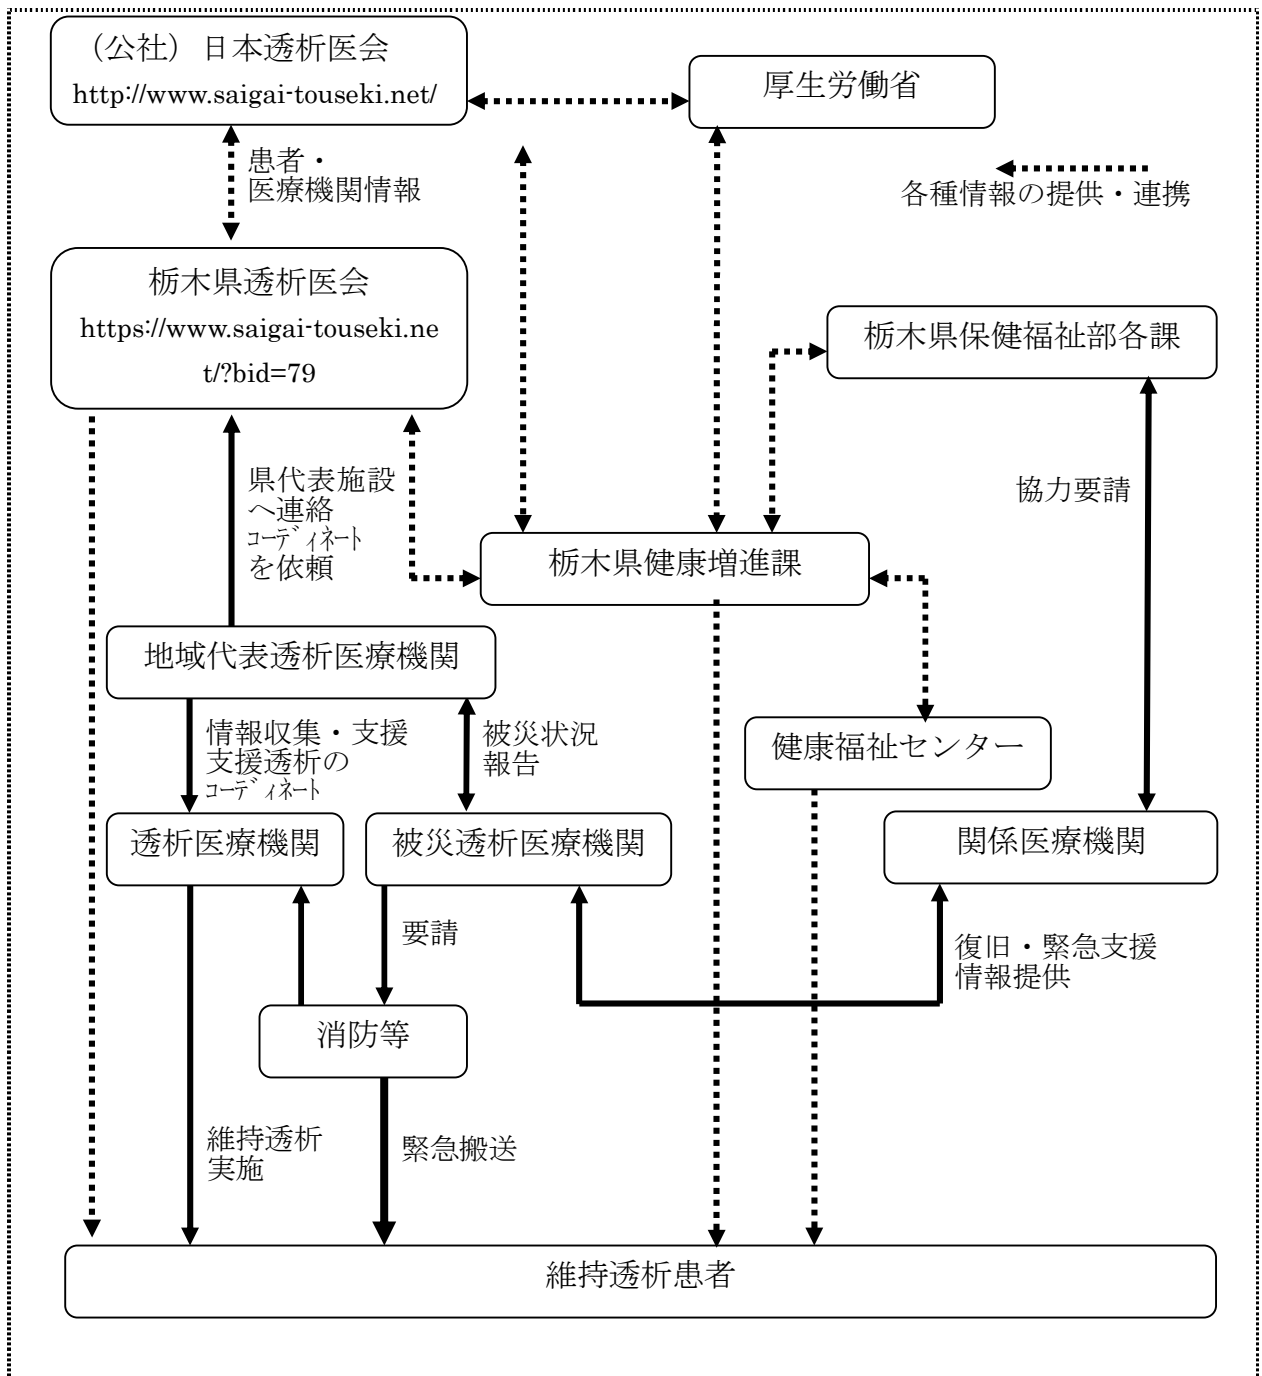 （公社）日本透析医会
http://www.saigai-touseki.net/
厚生労働省
患者・
医療機関情報
各種情報の提供・連携
栃木県透析医会
https://www.saigai-touseki.ne
t/?bid=79
栃木県保健福祉部各課
県代表施設
へ連絡
ｺｰﾃﾞｨﾈｰﾄ
を依頼
協力要請
栃木県健康増進課
地域代表透析医療機関
情報収集・支援
支援透析の
ｺｰﾃﾞｨﾈｰﾄ
被災状況
報告
健康福祉センター
透析医療機関
被災透析医療機関
関係医療機関
要請
復旧・緊急支援
情報提供
消防等
維持透析
実施
緊急搬送
維持透析患者